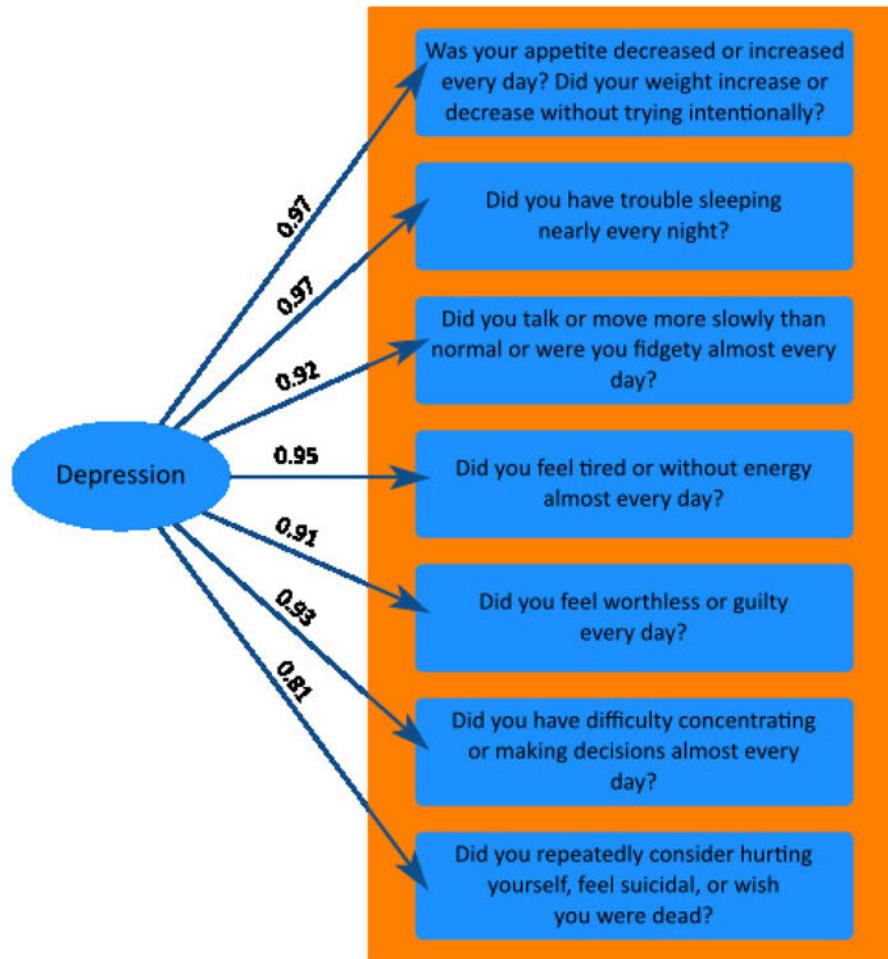 Was your appetite decreased or increased
every day? Did your weight increase or
decrease without trying intentionally?
0.97
Did you have trouble sleeping
nearly every night?
0.97
Did you talk or move more slowly than
normal or were you fidgety almost every
day?
0.92
Depression
0.95
Did you feel tired or without energy
almost every day?
0.91
Did you feel worthless or guilty
every day?
0.93
Did you have difficulty concentrating
or making decisions almost every
day?
0.81
Did you repeatedly consider hurting
yourself, feel suicidal, or wish
you were dead?